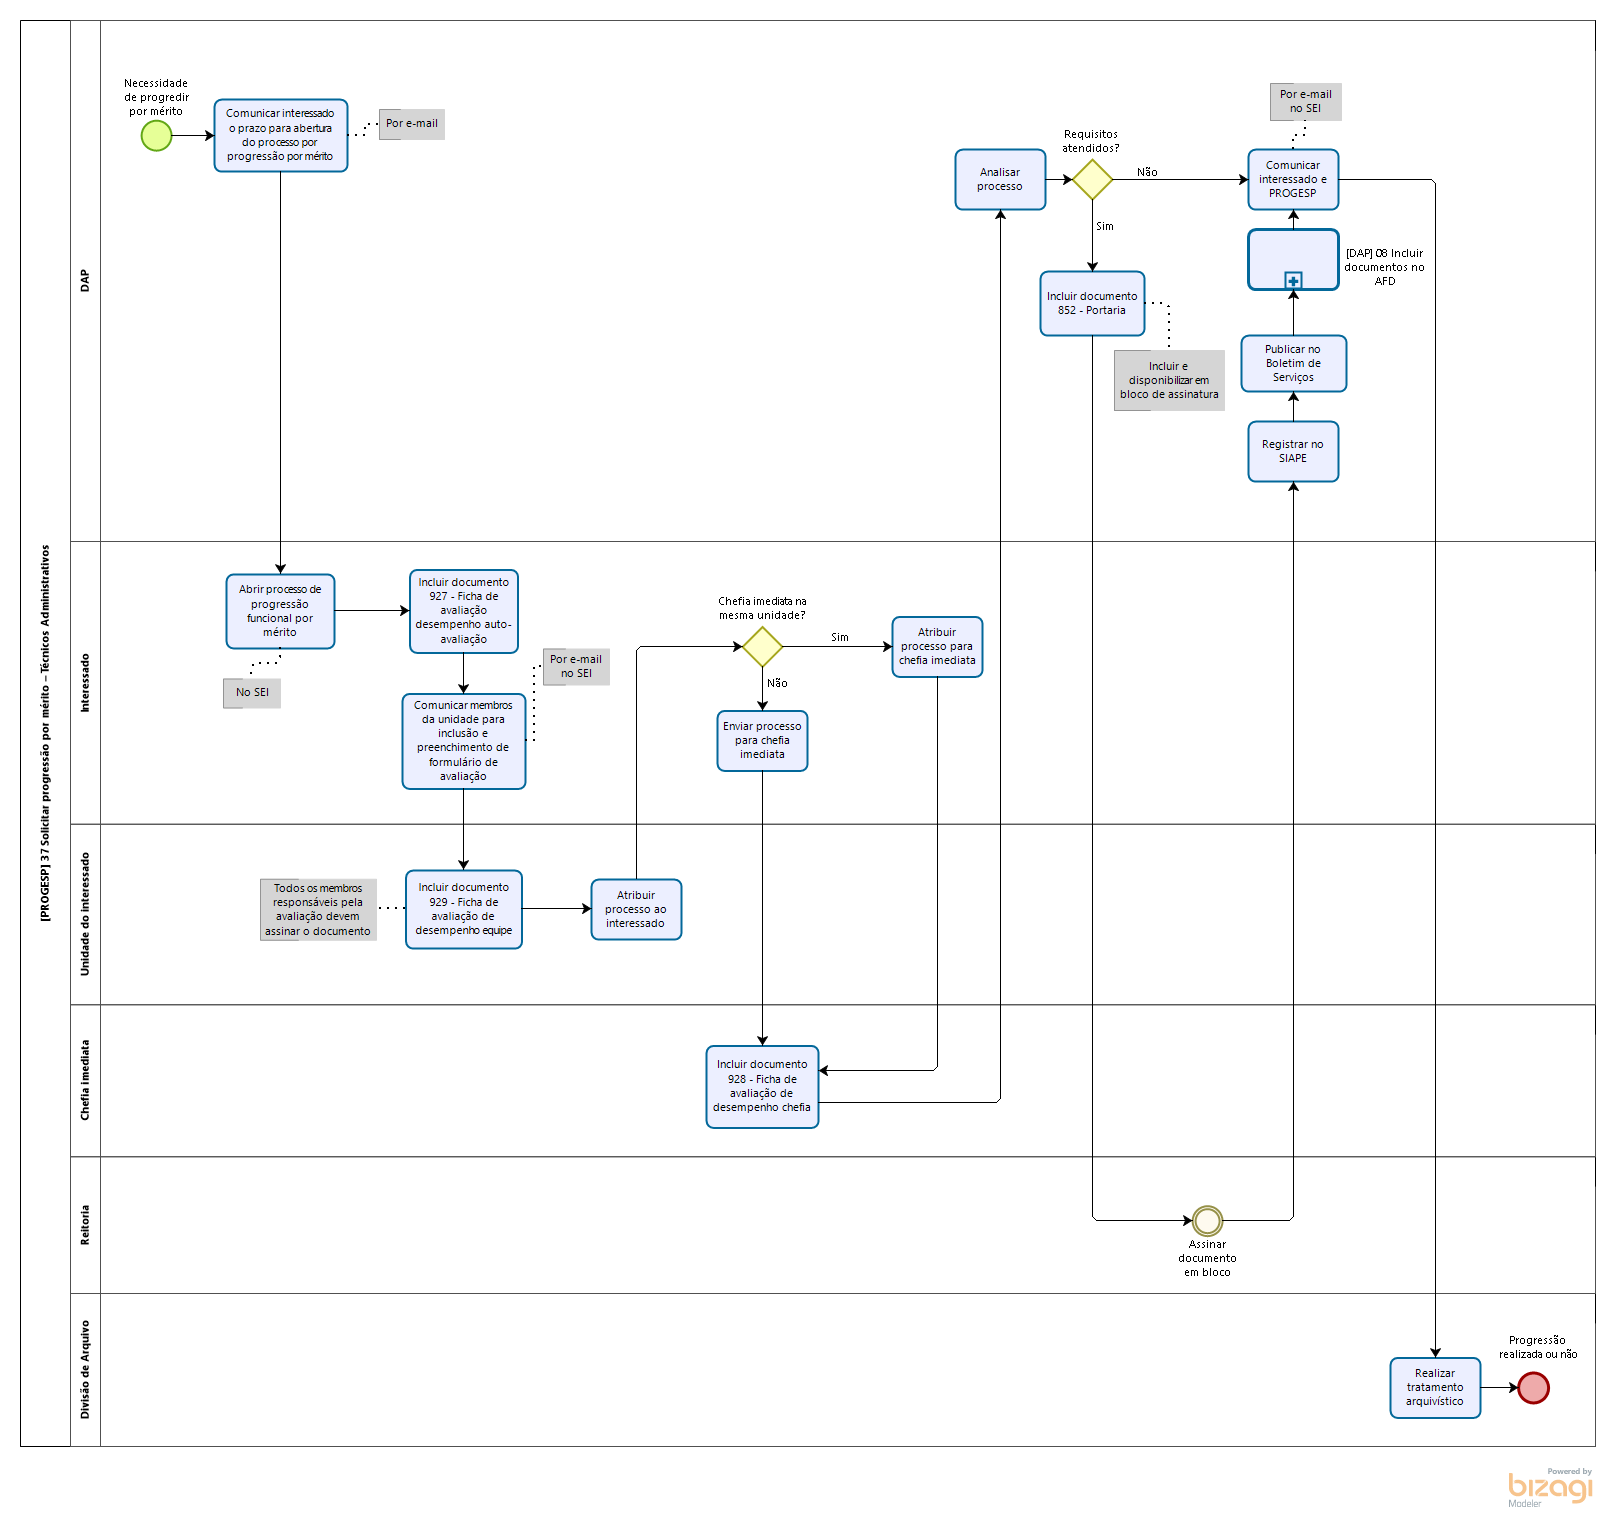 [PROGESP] 37 Solicitar progressão por mérito – Técnicos Administrativos
DAP
Necessidade
de progredir
por mérito
Comunicar interessado
o prazo para abertura
do processo por
progressão por mérito
Por e-mail
Analisar
processo
Requisitos
atendidos?
Não
Sim
Por e-mail
no SEI
Comunicar
interessado e
PROGESP
[DAP] 08 Incluir
documentos no
AFD
Incluir documento
852 - Portaria
Incluir e
disponibilizar em
bloco de assinatura
Publicar no
Boletim de
Serviços
Registrar no
SIAPE
Interessado
Abrir processo de
progressão
funcional por
mérito
No SEI
Incluir documento
927 - Ficha de
avaliação
desempenho auto-
avaliação
Por e-mail
no SEI
Comunicar membros
da unidade para
inclusão e
preenchimento de
formulário de
avaliação
Chefia imediata na
mesma unidade?
Sim
Não
Atribuir
processo para
chefia imediata
Enviar processo
para chefia
imediata
Unidade do interessado
Todos os membros
responsáveis pela
avaliação devem
assinar o documento
Incluir documento
929 - Ficha de
avaliação de
desempenho equipe
Atribuir
processo ao
interessado
Chefia imediata
Incluir documento
928 - Ficha de
avaliação de
desempenho chefia
Reitoria
Assinar
documento
em bloco
Divisão de Arquivo
Realizar
tratamento
arquivístico
Progressão
realizada ou não
Powered by
bizagi
Modeler